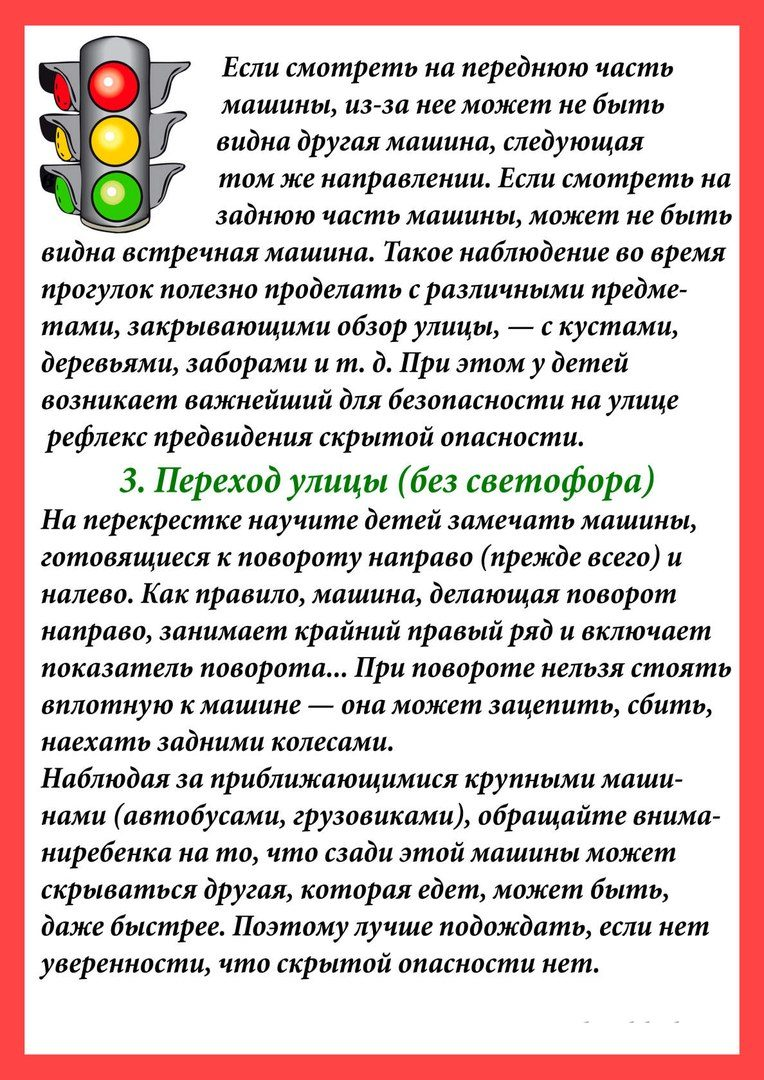 Если смотреть на переднюю часть
машины, из-за нее может не быть
видна другая машина, следующая
том же направлении. Если смотреть на
заднюю часть машины, может не быть
видна встречная машина. Такое наблюдение во время
прогулок полезно проделать с различными предме-
тами, закрывающими обзор улицы, — с кустами,
деревьями, заборами и т. д. При этом у детей
возникает важнейший для безопасности на улице
рефлекс предвидения скрытой опасности.
3. Переход улицы (без светофора)
На перекрестке научите детей замечать машины,
готовящиеся к повороту направо (прежде всего) и
налево. Как правило, машина, делающая поворот
направо, занимает крайний правый ряд и включает
показатель поворота... При повороте нельзя стоять
вплотную к машине — она может зацепить, сбить,
наехать задними колесами.
Наблюдая за приближающимися крупными маши-
нами (автобусами, грузовиками), обращайте внима-
ниребенка на то, что сзади этой машины может
скрываться другая, которая едет, может быть,
даже быстрее. Поэтому лучше подождать, если нет
уверенности, что скрытой опасности нет.